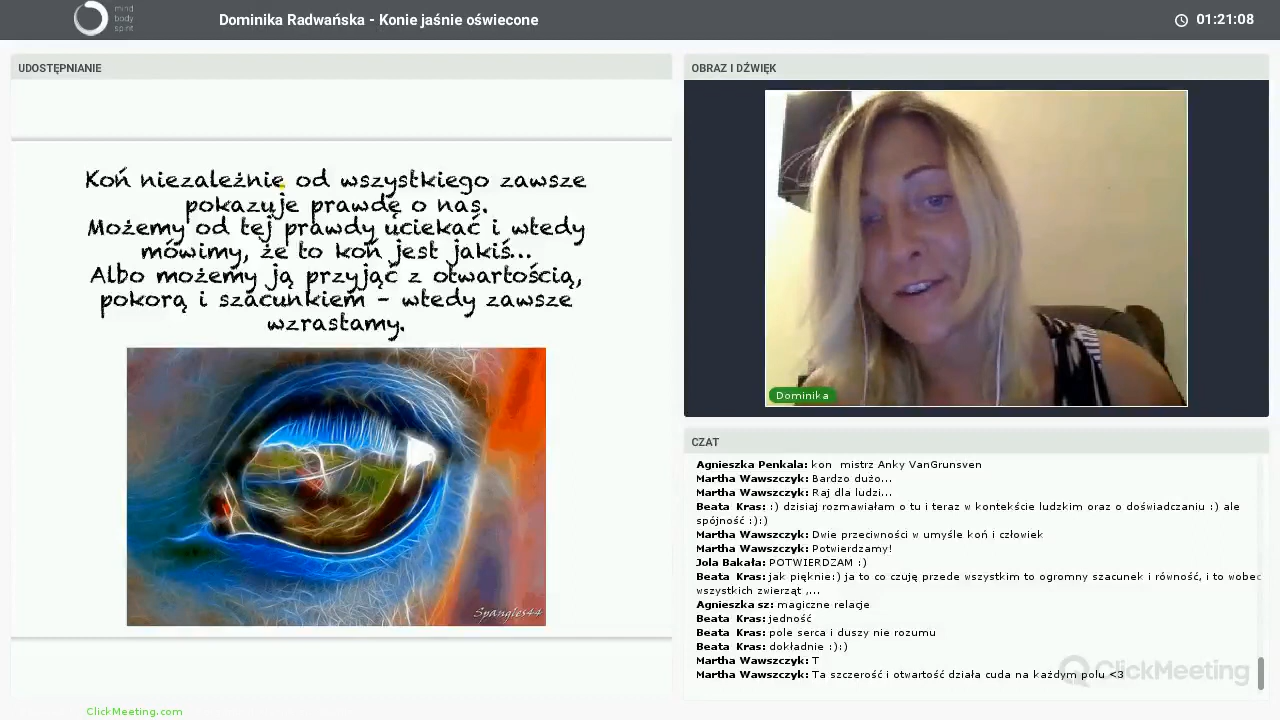 mind
body
spirit
Dominika Radwańska - Konie jaśnie oświecone
01:21:08
UDOSTĘPNIANIE
Koń niezależnie od wszystkiego zawsze
pokazuje prawdę o nas.
Możemy od tej prawdy uciekać i wtedy
mówimy, że to koń jest jakiś...
Albo możemy ją przyjąć z otwartością,
pokorą i szacunkiem – wtedy zawsze
wzrastamy.
Spangles44
ClickMeeting.com
OBRAZ I DŹWIĘK
Dominika
CZAT
Agnieszka Penkala: kon mistrz Anky VanGrunsven
Martha Wawszczyk: Bardzo dużo...
Martha Wawszczyk: Raj dla ludzi...
Beata Kras: :) dzisiaj rozmawiałam o tu i teraz w kontekście ludzkim oraz o doświadczaniu :) ale
spójność :):)
Martha Wawszczyk: Dwie przeciwności w umyśle koń i człowiek
Martha Wawszczyk: Potwierdzamy!
Jola Bakała: POTWIERDZAM :)
Beata Kras: jak pięknie:) ja to co czuję przede wszystkim to ogromny szacunek i równość, i to wobec
wszystkich zwierząt ,...
Agnieszka sz: magiczne relacje
Beata Kras: jedność
Beata Kras: pole serca i duszy nie rozumu
Beata Kras: dokładnie :):)
Martha Wawszczyk: T
Martha Wawszczyk: Ta szczerość i otwartość działa cuda na każdym polu <3
ClickMeeting